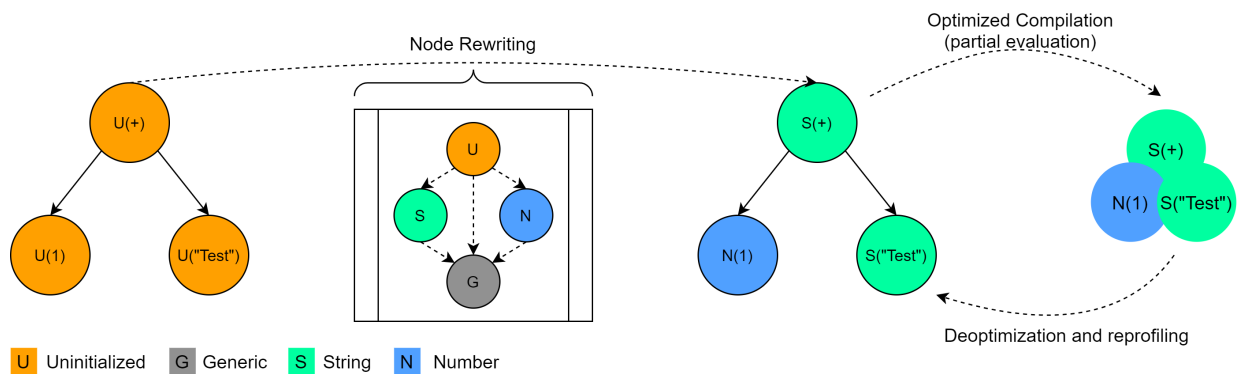 Optimized Compilation
(partial evaluation)
Node Rewriting
U(+)
U(1)
U("Test")
U
S
N
G
S(+)
N(1)
S("Test")
S(+)
N(1)
S("Test")
Deoptimization and reprofiling
U Uninitialized
G Generic
S String
N Number